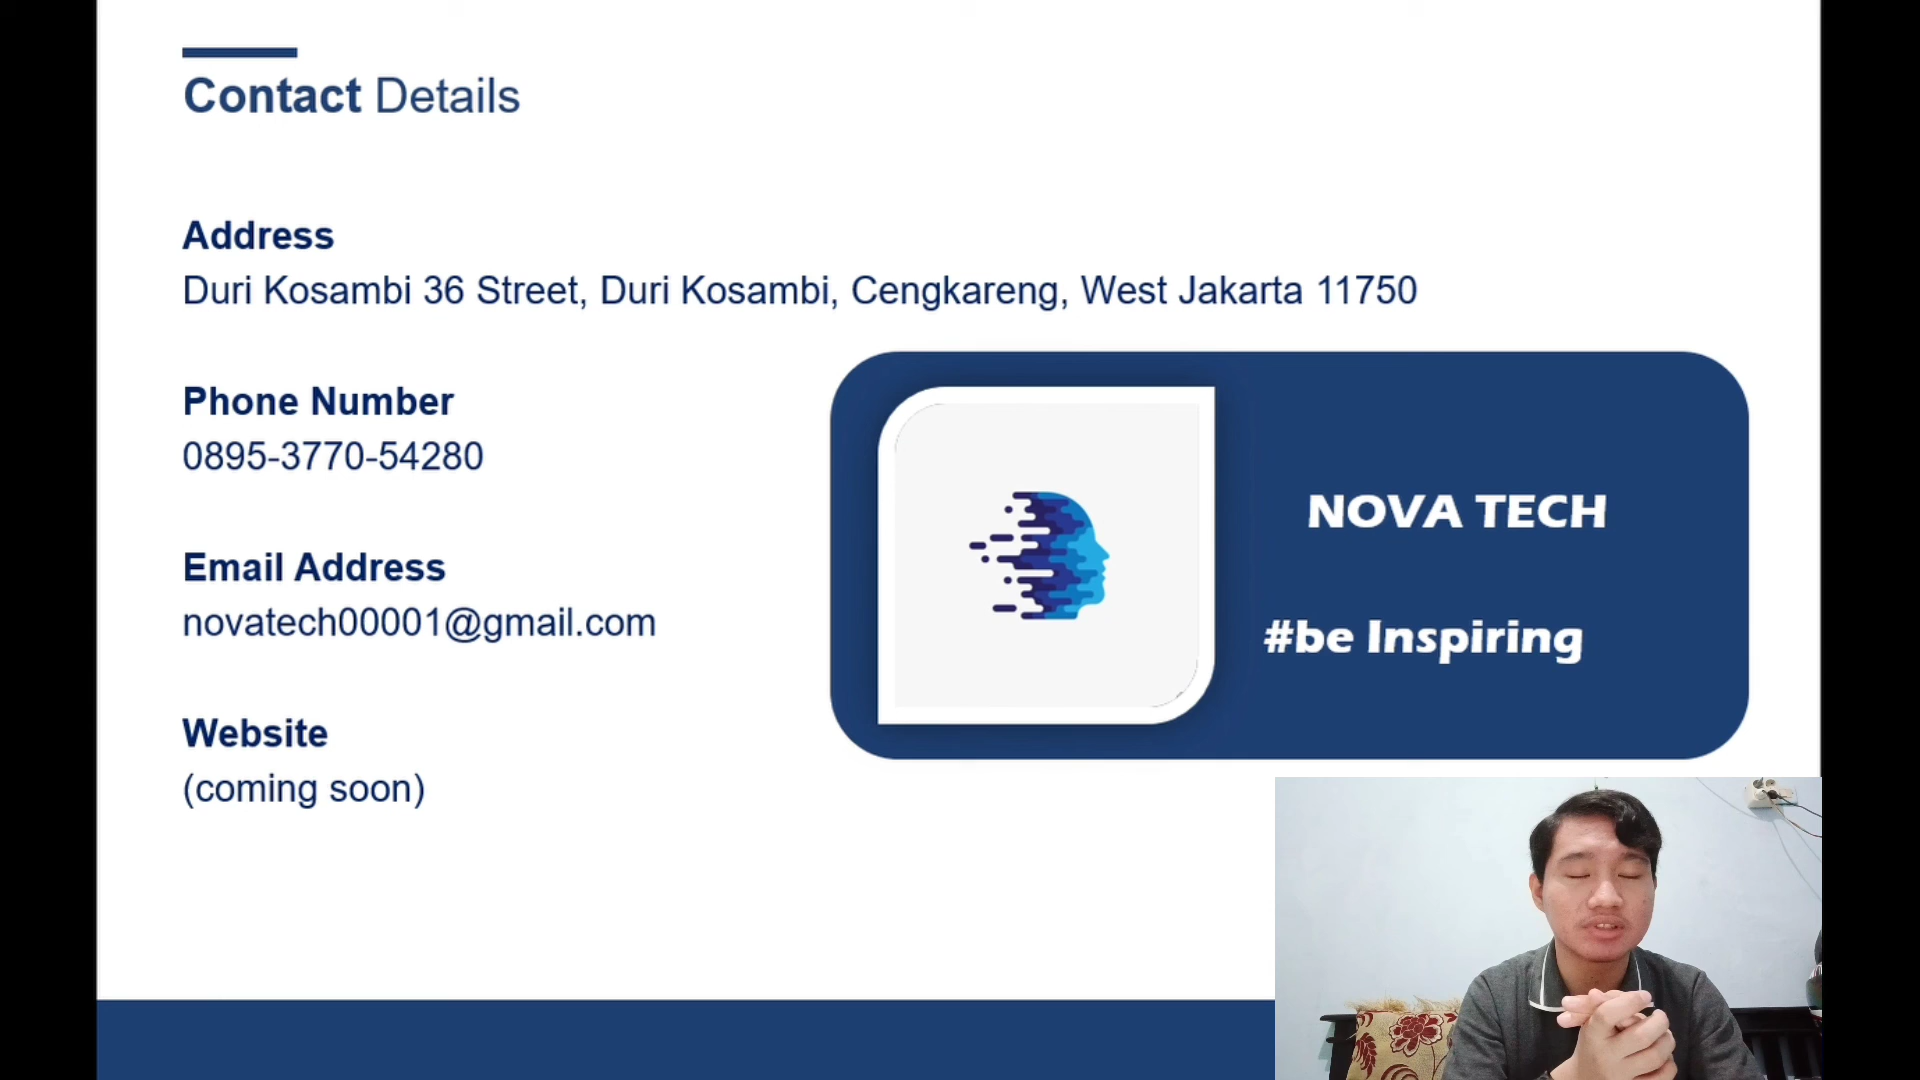 Contact Details
Address
Duri Kosambi 36 Street, Duri Kosambi, Cengkareng, West Jakarta 11750
Phone Number
0895-3770-54280
Email Address
novatech00001@gmail.com
Website
(coming soon)
NOVA TECH
#be Inspiring